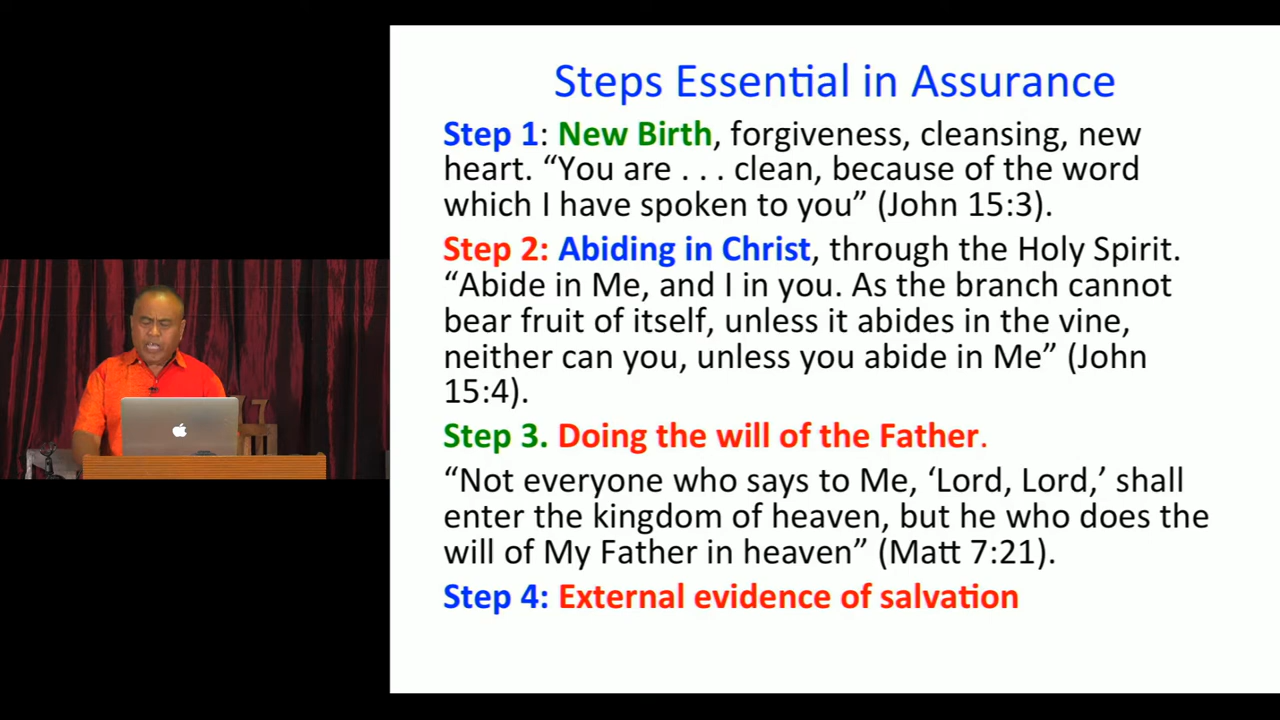 Steps Essential in Assurance
Step 1: New Birth, forgiveness, cleansing, new
heart. “You are . . . clean, because of the word
which I have spoken to you” (John 15:3).
Step 2: Abiding in Christ, through the Holy Spirit.
“Abide in Me, and I in you. As the branch cannot
bear fruit of itself, unless it abides in the vine,
neither can you, unless you abide in Me” (John
15:4).
Step 3. Doing the will of the Father.
“Not everyone who says to Me, ‘Lord, Lord,’ shall
enter the kingdom of heaven, but he who does the
will of My Father in heaven” (Matt 7:21).
Step 4: External evidence of salvation